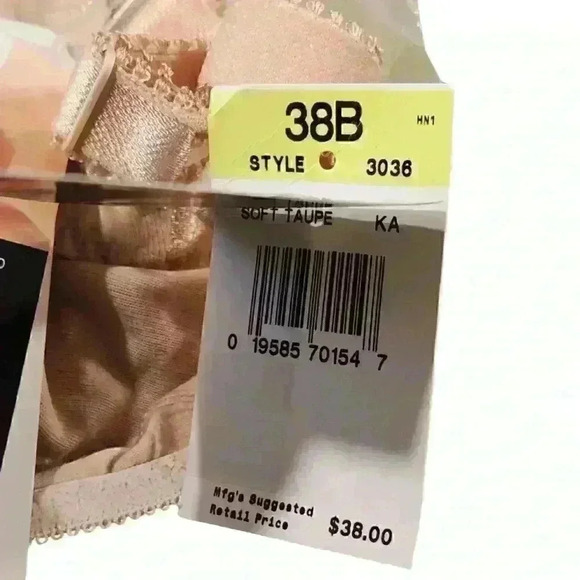 38B
HN1
STYLE 3036
SOFT TAUPE KA
0 19585 70154 7
Mfg's Suggested
Retail Price $38.00